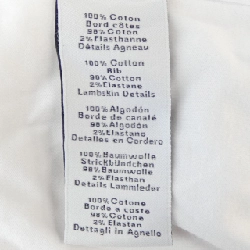 100% Coton
Bord côtes
98% Coton
2% Elasthanne
Détails Agneau
100% Cotton
Rib
98% Cotton
2% Elastane
Lambskin Details
100% Algodón
Borde de canalé
98% Algodón
2% Elastano
Detalles en Cordero
100% Baumwolle
Strickbündchen
98% Baumwolle
2% Elasthan
Details Lammleder
100% Cotone
Bordo a coste
98% Cotone
2% Elastan
Dettagli in Agnello